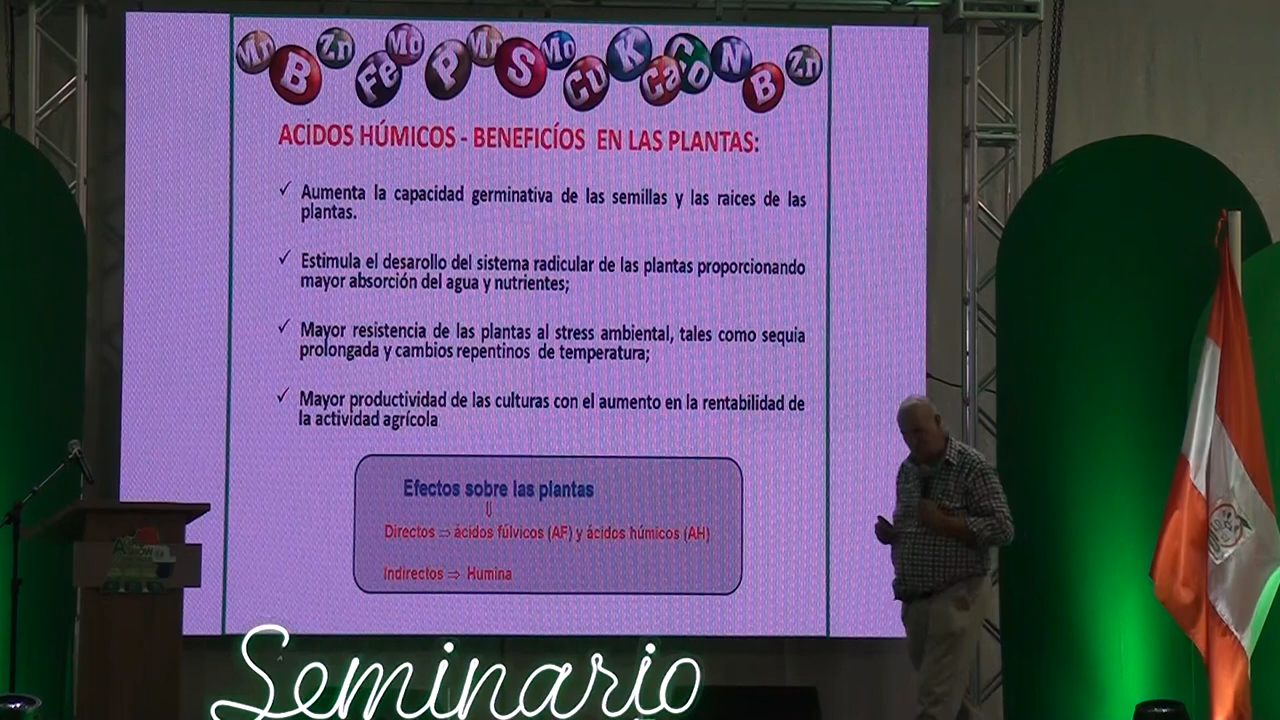 Mn B Zn Fe Mo P Mn S Mo Cu K Ca Co N B Zn
ACIDOS HÚMICOS - BENEFICÍOS EN LAS PLANTAS:
✓ Aumenta la capacidad germinativa de las semillas y las raices de las
plantas.
✓ Estimula el desarollo del sistema radicular de las plantas proporcionando
mayor absorción del agua y nutrientes;
✓ Mayor resistencia de las plantas al stress ambiental, tales como sequia
prolongada y cambios repentinos de temperatura;
✓ Mayor productividad de las culturas con el aumento en la rentabilidad de
la actividad agrícola
Efectos sobre las plantas
⇓
Directos ⇒ ácidos fúlvicos (AF) y ácidos húmicos (AH)
Indirectos ⇒ Humina
Seminario